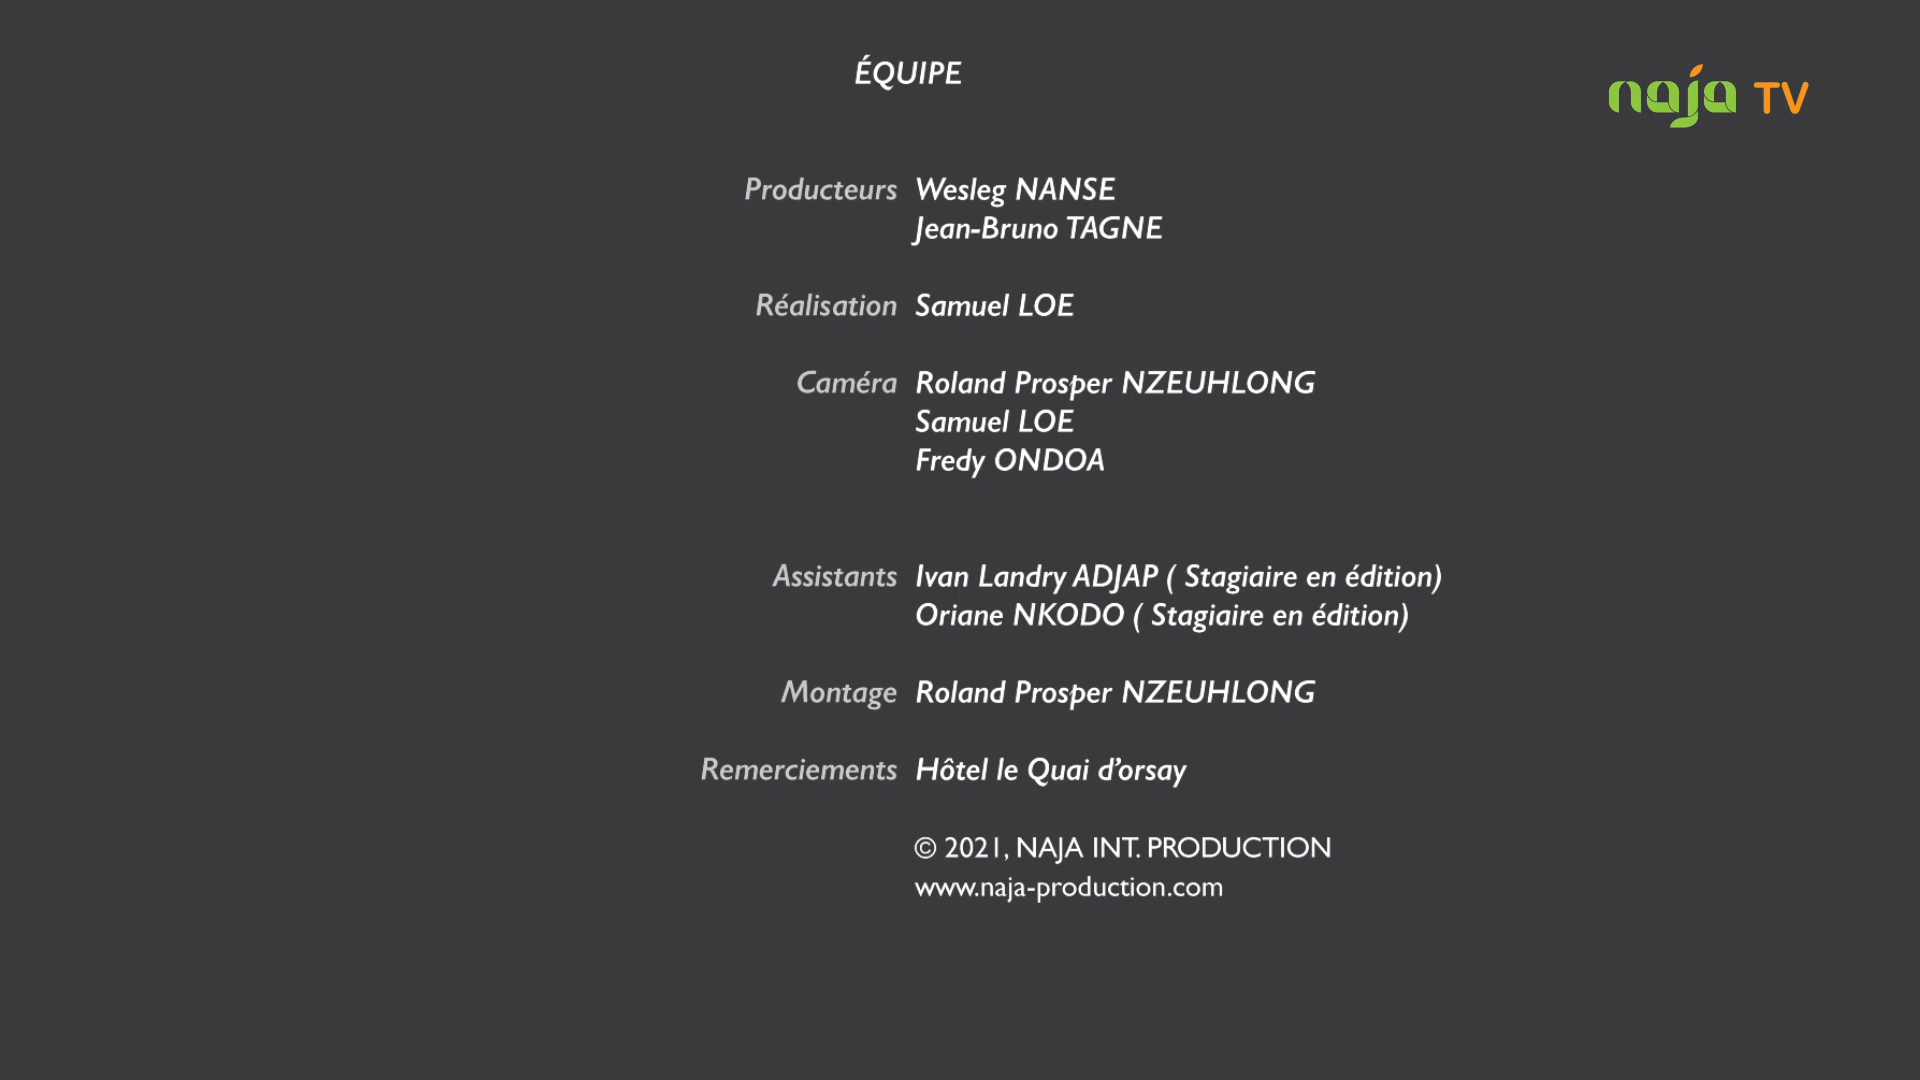 ÉQUIPE
naja TV
Producteurs Wesleg NANSE
Jean-Bruno TAGNE
Réalisation Samuel LOE
Caméra Roland Prosper NZEUHLONG
Samuel LOE
Fredy ONDOA
Assistants Ivan Landry ADJAP ( Stagiaire en édition)
Oriane NKODO ( Stagiaire en édition)
Montage Roland Prosper NZEUHLONG
Remerciements Hôtel le Quai d’orsay
© 2021, NAJA INT. PRODUCTION
www.naja-production.com